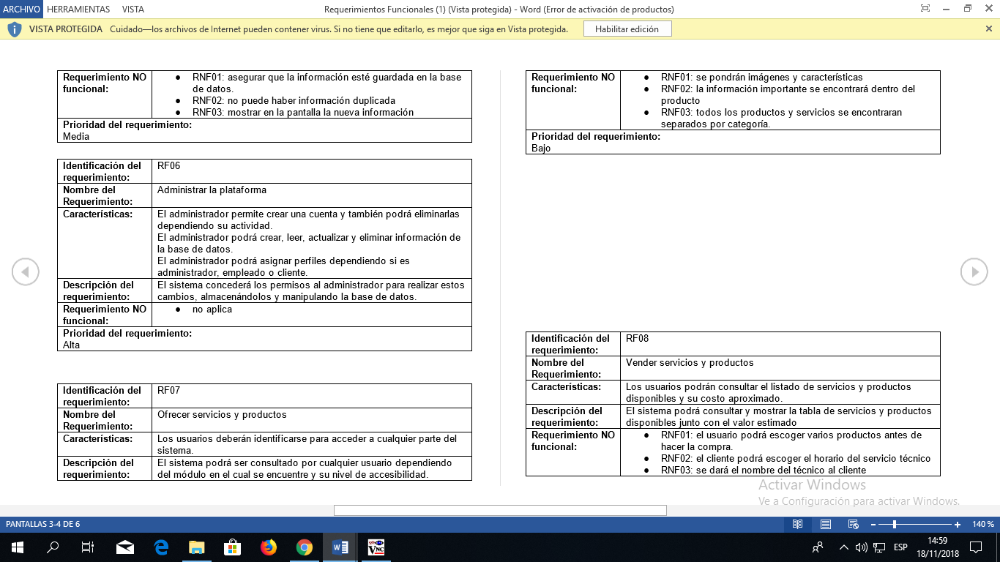 ARCHIVO HERRAMIENTAS VISTA
Requerimientos Funcionales (1) (Vista protegida) - Word (Error de activación de productos)
VISTA PROTEGIDA Cuidado—los archivos de Internet pueden contener virus. Si no tiene que editarlo, es mejor que siga en Vista protegida. Habilitar edición
Requerimiento NO
funcional:
● RNF01: asegurar que la información esté guardada en la base
de datos.
● RNF02: no puede haber información duplicada
● RNF03: mostrar en la pantalla la nueva información
Prioridad del requerimiento:
Media
Identificación del
requerimiento:
RF06
Nombre del
Requerimiento:
Administrar la plataforma
Características:
El administrador permite crear una cuenta y también podrá eliminarlas
dependiendo su actividad.
El administrador podrá crear, leer, actualizar y eliminar información de
la base de datos.
El administrador podrá asignar perfiles dependiendo si es
administrador, empleado o cliente.
Descripción del
requerimiento:
El sistema concederá los permisos al administrador para realizar estos
cambios, almacenándolos y manipulando la base de datos.
Requerimiento NO
funcional:
● no aplica
Prioridad del requerimiento:
Alta
Identificación del
requerimiento:
RF07
Nombre del
Requerimiento:
Ofrecer servicios y productos
Características:
Los usuarios deberán identificarse para acceder a cualquier parte del
sistema.
Descripción del
requerimiento:
El sistema podrá ser consultado por cualquier usuario dependiendo
del módulo en el cual se encuentre y su nivel de accesibilidad.
Requerimiento NO
funcional:
● RNF01: se pondrán imágenes y características
● RNF02: la información importante se encontrará dentro del
producto
● RNF03: todos los productos y servicios se encontraran
separados por categoría.
Prioridad del requerimiento:
Bajo
Identificación del
requerimiento:
RF08
Nombre del
Requerimiento:
Vender servicios y productos
Características:
Los usuarios podrán consultar el listado de servicios y productos
disponibles y su costo aproximado.
Descripción del
requerimiento:
El sistema podrá consultar y mostrar la tabla de servicios y productos
disponibles junto con el valor estimado
Requerimiento NO
funcional:
● RNF01: el usuario podrá escoger varios productos antes de
hacer la compra.
● RNF02: el cliente podrá escoger el horario del servicio técnico
● RNF03: se dará el nombre del técnico al cliente
Activar Windows
Ve a Configuración para activar Windows.
PANTALLAS 3-4 DE 6
140 %
ESP
14:59
18/11/2018